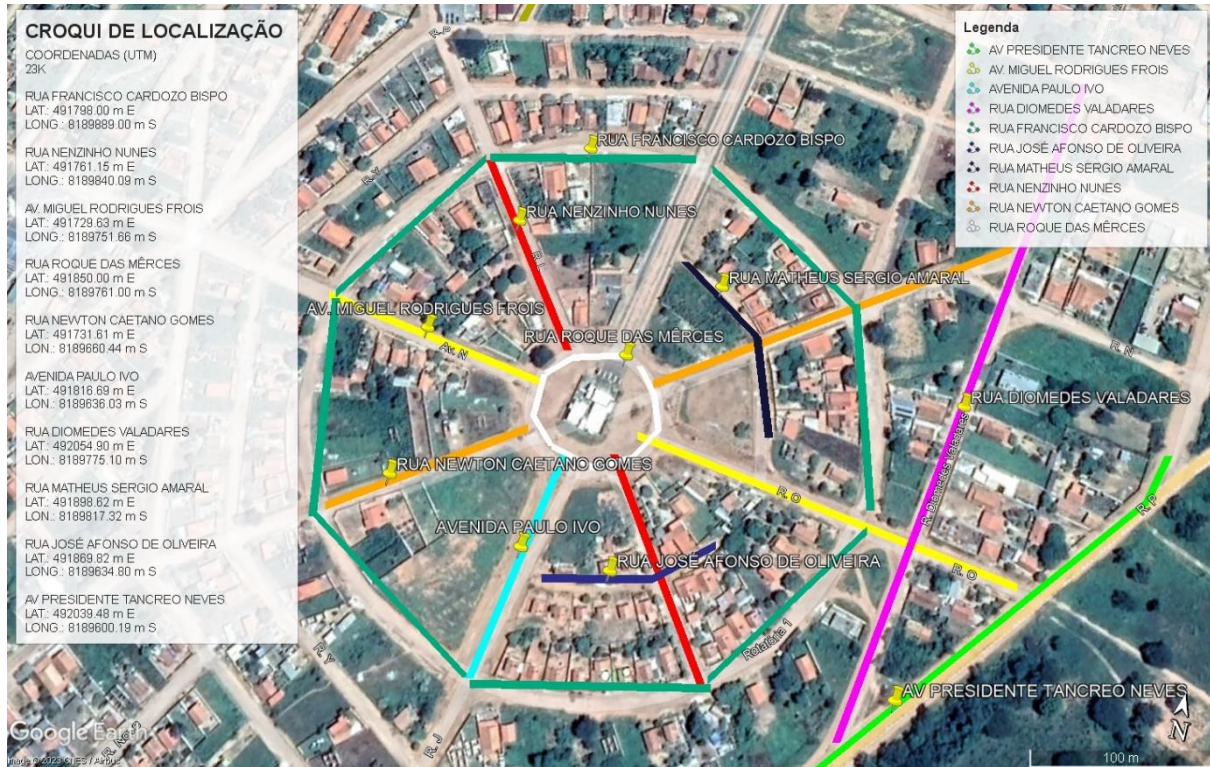 CROQUI DE LOCALIZAÇÃO
COORDENADAS (UTM)
23K
RUA FRANCISCO CARDOZO BISPO
LAT.: 491798.00 m E
LONG.: 8189889.00 m S
RUA NENZINHO NUNES
LAT.: 491761.15 m E
LONG.: 8189840.09 m S
AV. MIGUEL RODRIGUES FROIS
LAT.: 491729.63 m E
LONG.: 8189751.66 m S
RUA ROQUE DAS MÊRCES
LAT.: 491850.00 m E
LONG.: 8189761.00 m S
RUA NEWTON CAETANO GOMES
LAT.: 491731.81 m E
LON.: 8189660.44 m S
AVENIDA PAULO IVO
LAT.: 491816.69 m E
LON.: 8189636.03 m S
RUA DIOMEDES VALADARES
LAT.: 492057.90 m E
LON.: 8189775.10 m S
RUA MATHEUS SERGIO AMARAL
LAT.: 491898.62 m E
LON.: 8189817.32 m S
RUA JOSÉ AFONSO DE OLIVEIRA
LAT.: 491866.62 m E
LONG.: 8189634.80 m S
AV PRESIDENTE TANCREO NEVES
LAT.: 492039.48 m E
LONG.: 8189600.19 m S
Legenda
AV PRESIDENTE TANCREO NEVES
AV. MIGUEL RODRIGUES FROIS
AVENIDA PAULO IVO
RUA DIOMEDES VALADARES
RUA FRANCISCO CARDOZO BISPO
RUA JOSÉ AFONSO DE OLIVEIRA
RUA MATHEUS SERGIO AMARAL
RUA NENZINHO NUNES
RUA NEWTON CAETANO GOMES
RUA ROQUE DAS MÊRCES
RUA FRANCISCO CARDOZO BISPO
RUA NENZINHO NUNES
R. L
RUA MATHEUS SERGIO AMARAL
AV. MIGUEL RODRIGUES FROIS
RUA ROQUE DAS MÊRCES
Av. N
R. N
RUA DIOMEDES VALADARES
RUA NEWTON CAETANO GOMES
R. O
R. Diomedes Valadares
R. P
AVENIDA PAULO IVO
RUA JOSÉ AFONSO DE OLIVEIRA
R. O
Rotatória 1
R. Y
AV PRESIDENTE TANCREO NEVES
R. J
N
Google Earth
Image © 2023 CNES / Airbus
100 m